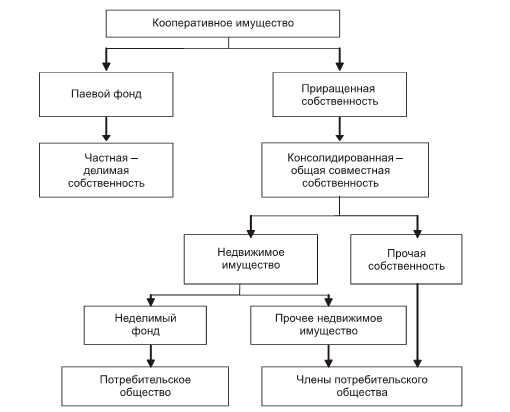 Кооперативное имущество
Паевой фонд
Приращенная
собственность
Частная –
делимая
собственность
Консолидированная –
общая совместная
собственность
Недвижимое
имущество
Прочая
собственность
Неделимый
фонд
Прочее недвижимое
имущество
Потребительское
общество
Члены потребительского
общества